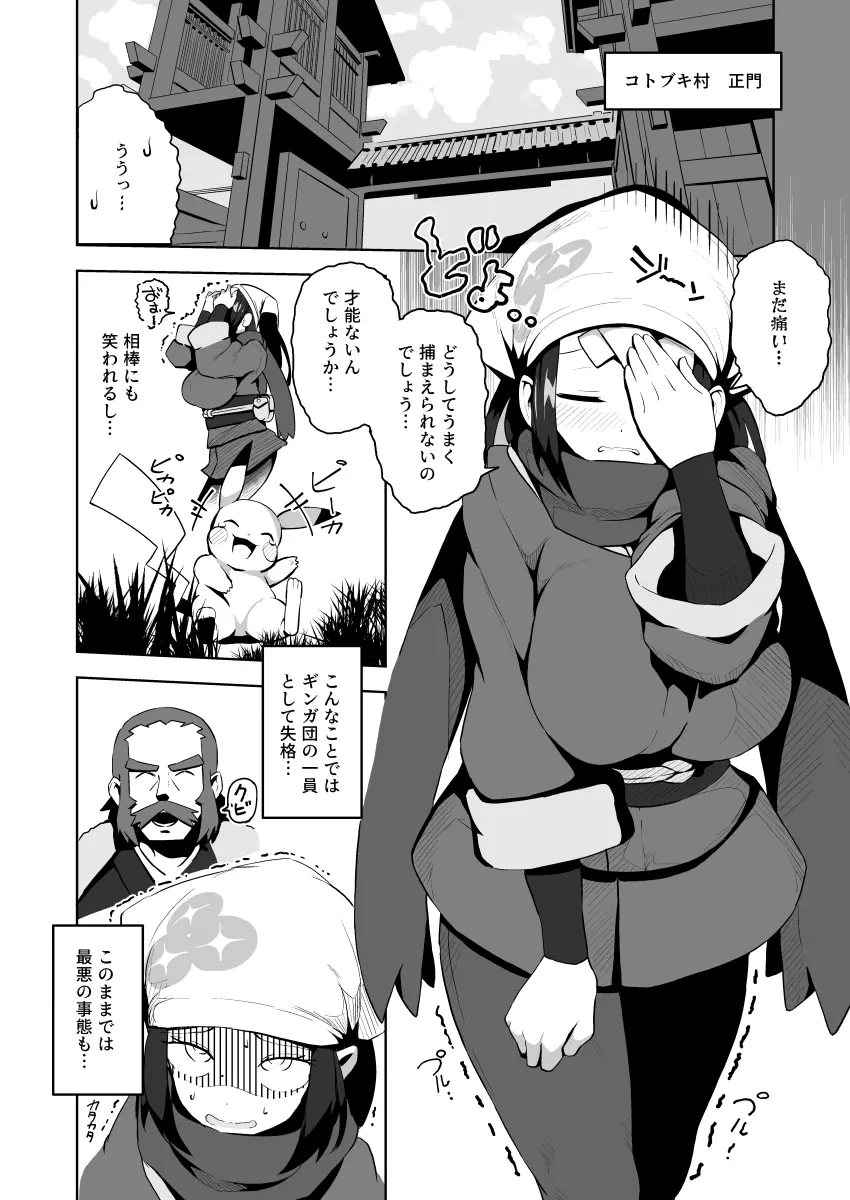 コトブキ村　正門
ううっ…
まだ痛い…
ジーン
どよ…
どうしてうまく
捕まえられないの
でしょう…
才能ないん
でしょうか…
相棒にも
笑われるし…
ピカピカ
ピーカ
こんなことでは
ギンガ団の一員
として失格…
クビ
このままでは
最悪の事態も…
カタカタ
プル…
プル!